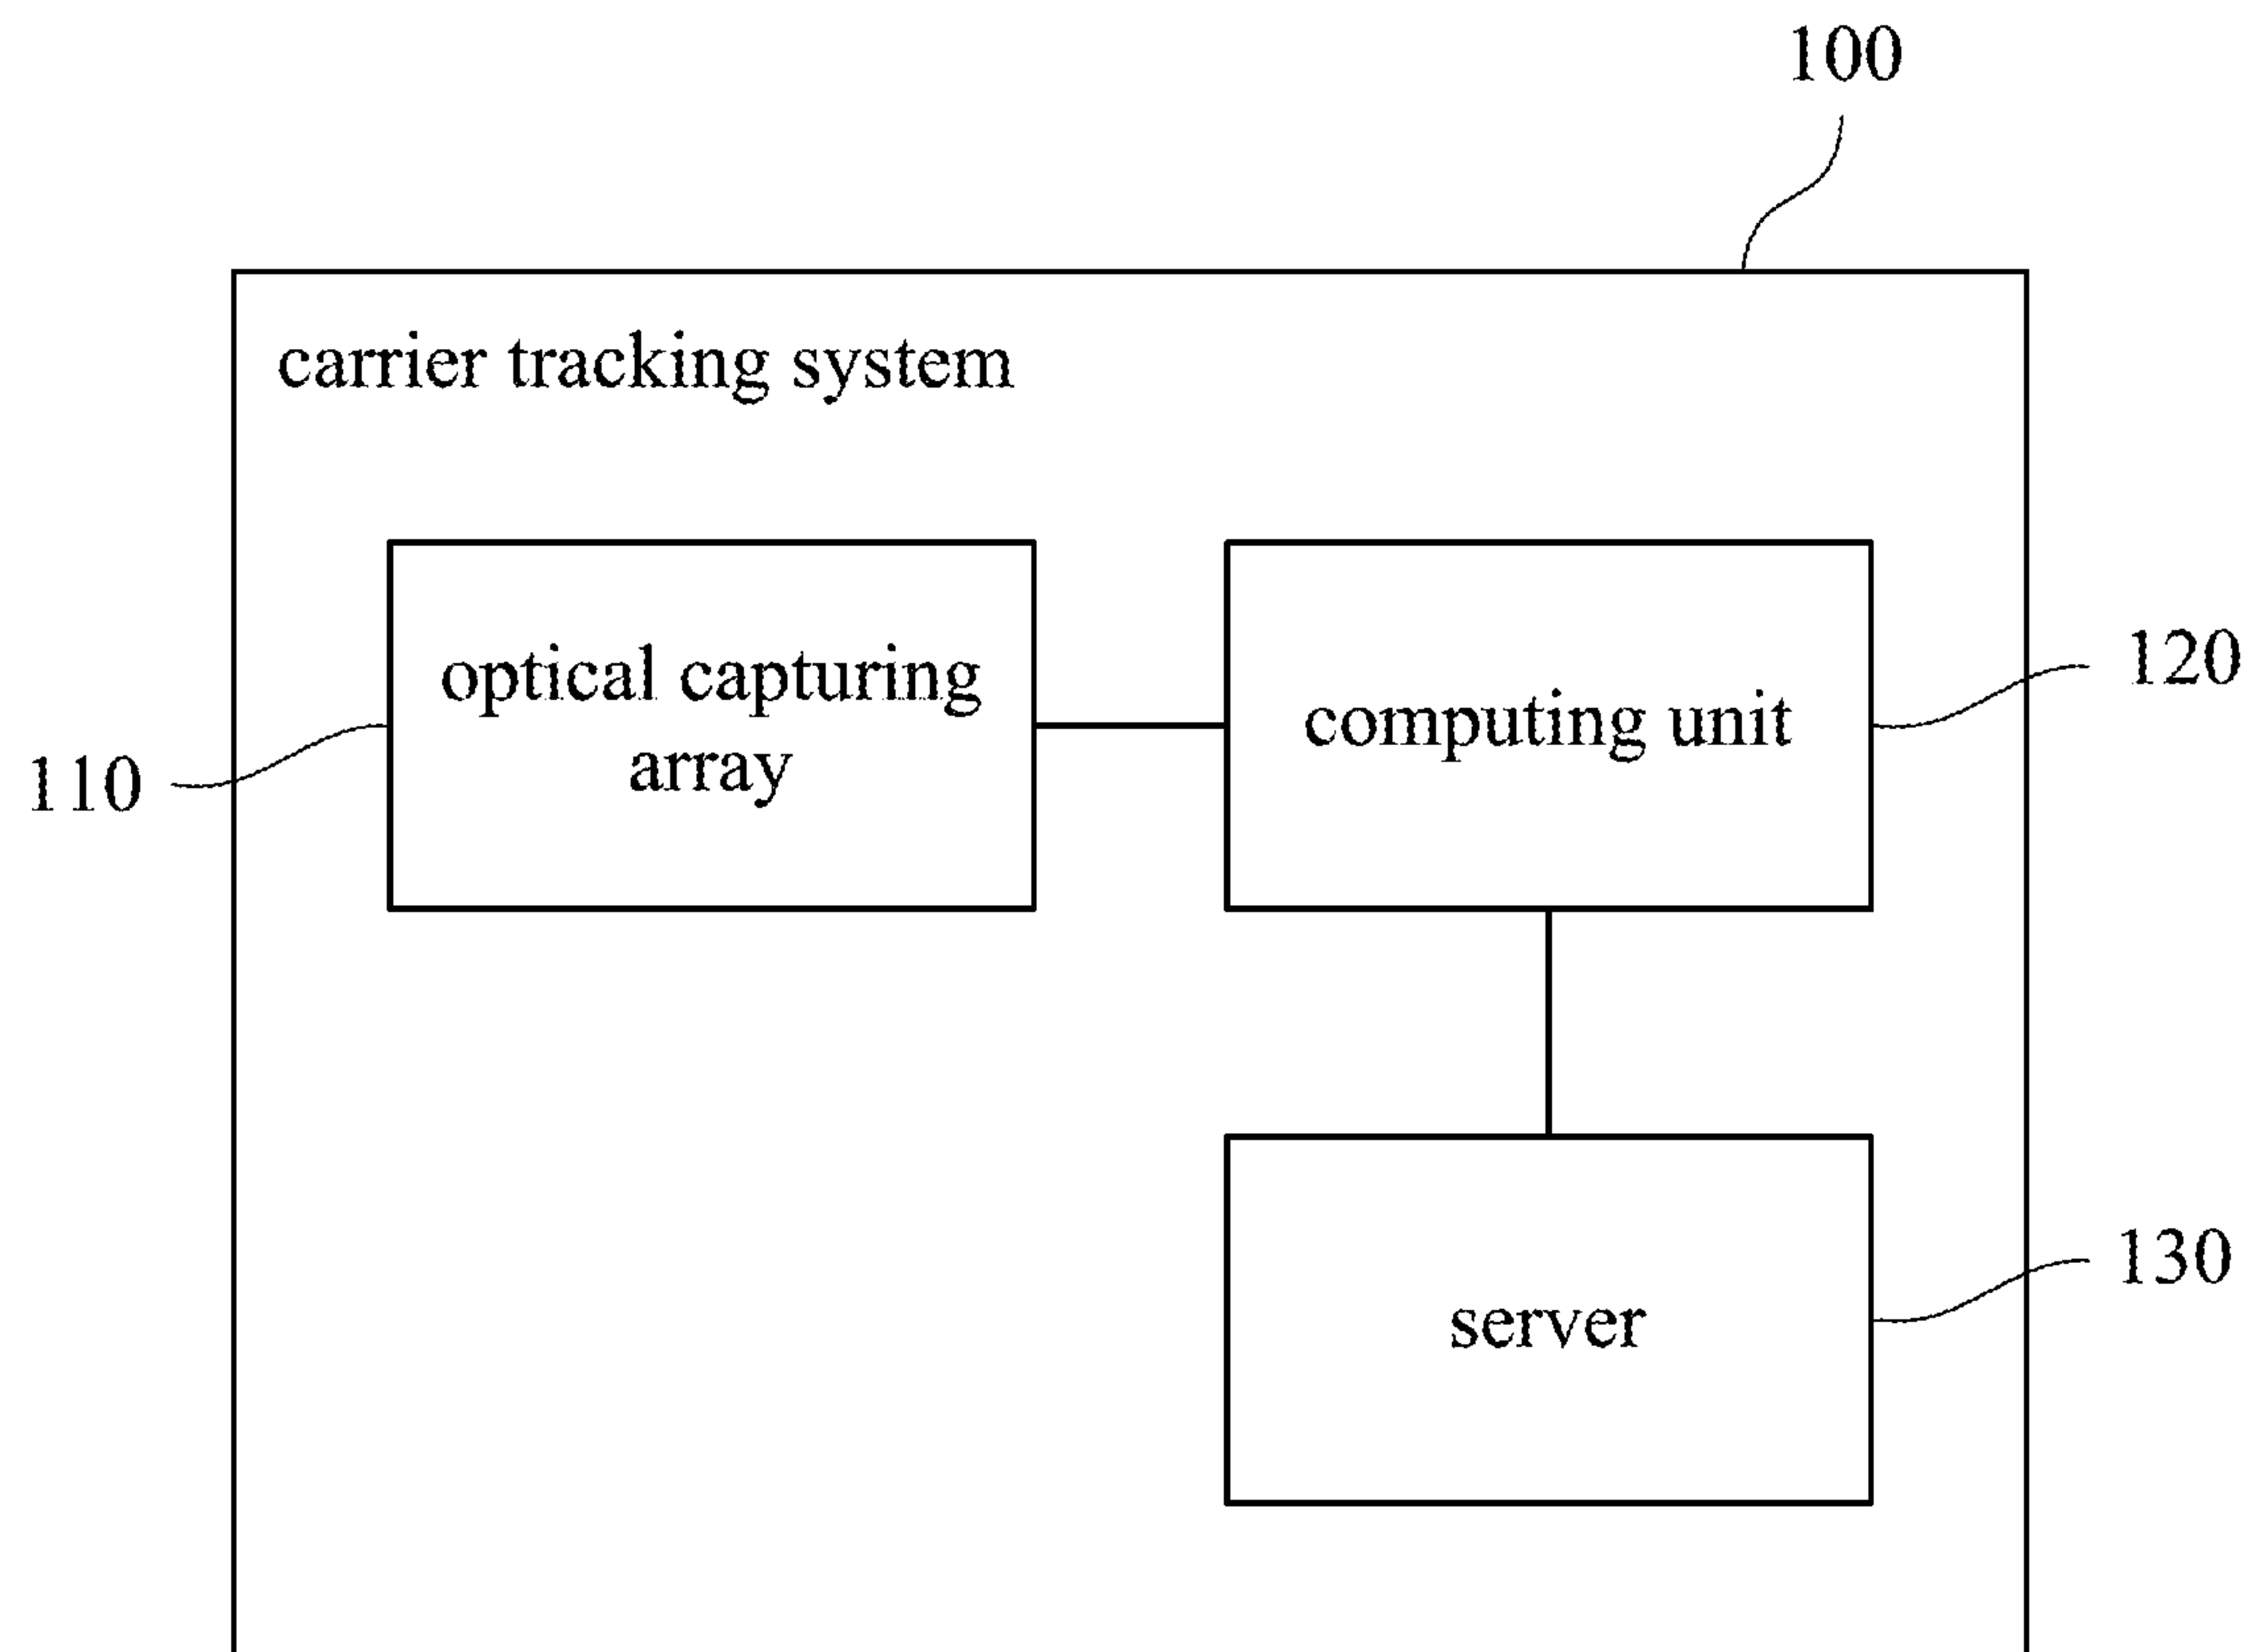 100
carrier tracking system
optical capturing
array
computing unit
120
110
server
130